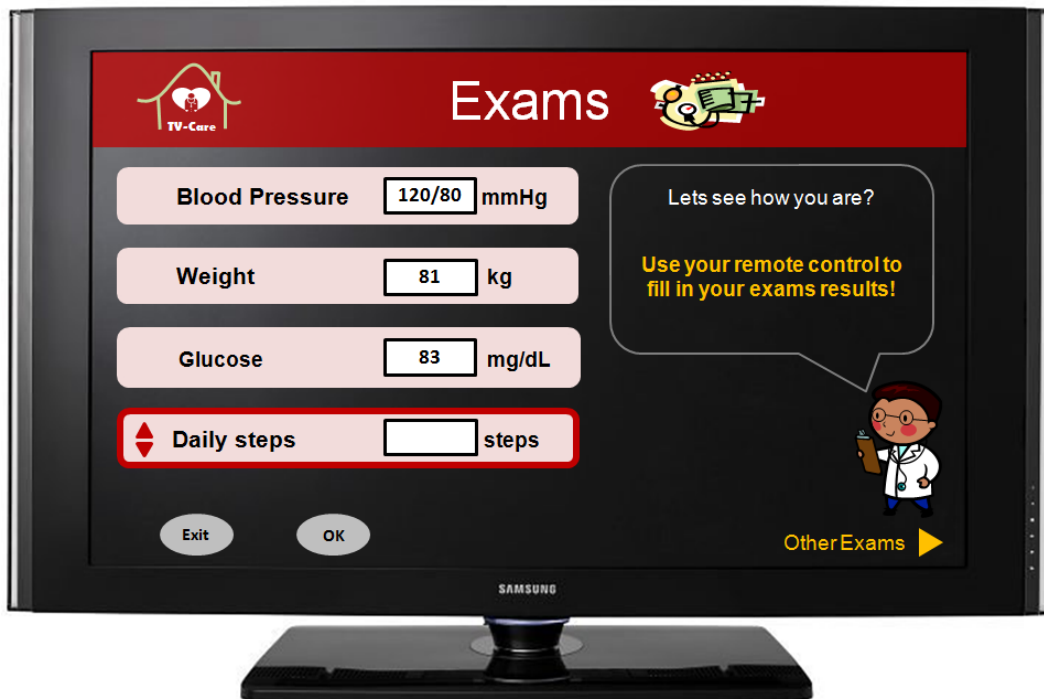 TV-Care
Exams
Blood Pressure 120/80 mmHg
Weight 81 kg
Glucose 83 mg/dL
Daily steps steps
Lets see how you are?
Use your remote control to
fill in your exams results!
Exit
OK
Other Exams
SAMSUNG